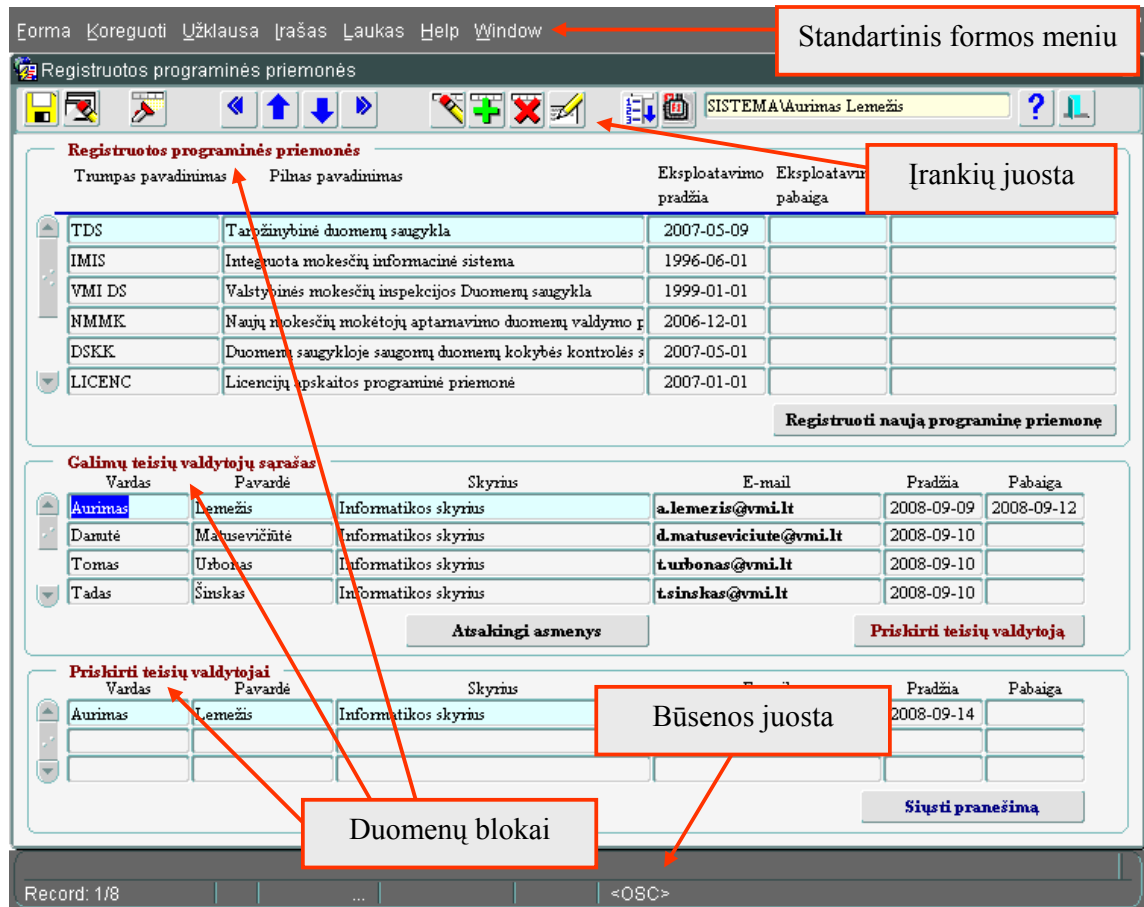 Forma Koreguoti Užklausa Įrašas Laukas Help Window
Standartinis formos meniu
Registruotos programinės priemonės
SISTEMA\Aurimas Lemežis
Įrankių juosta
Registruotos programinės priemonės
Trumpas pavadinimas Pilnas pavadinimas Eksploatavimo pradžia Eksploatavim pabaiga
TDS Tarpžinybinė duomenų saugykla 2007-05-09
IMIS Integruota mokesčių informacinė sistema 1996-06-01
VMI DS Valstybinės mokesčių inspekcijos Duomenų saugykla 1999-01-01
NMMK Naujų mokesčių mokėtojų aptarnavimo duomenų valdymo p 2006-12-01
DSKK Duomenų saugykloje saugomų duomenų kokybės kontrolės s 2007-05-01
LICENC Licencijų apskaitos programinė priemonė 2007-01-01
Registruoti naują programinę priemonę
Galimų teisių valdytojų sąrašas
Vardas Pavardė Skyrius E-mail Pradžia Pabaiga
Aurimas Lemežis Informatikos skyrius a.lemezis@vmi.lt 2008-09-09 2008-09-12
Danutė Matusevičiūtė Informatikos skyrius d.matuseviciute@vmi.lt 2008-09-10
Tomas Urbonas Informatikos skyrius t.urbonas@vmi.lt 2008-09-10
Tadas Šinskas Informatikos skyrius t.sinskas@vmi.lt 2008-09-10
Atsakingi asmenys Priskirti teisių valdytoją
Priskirti teisių valdytojai
Vardas Pavardė Skyrius Pradžia Pabaiga
Aurimas Lemežis Informatikos skyrius 2008-09-14
Būsenos juosta
Siųsti pranešimą
Duomenų blokai
Record: 1/8 ... <OSC>